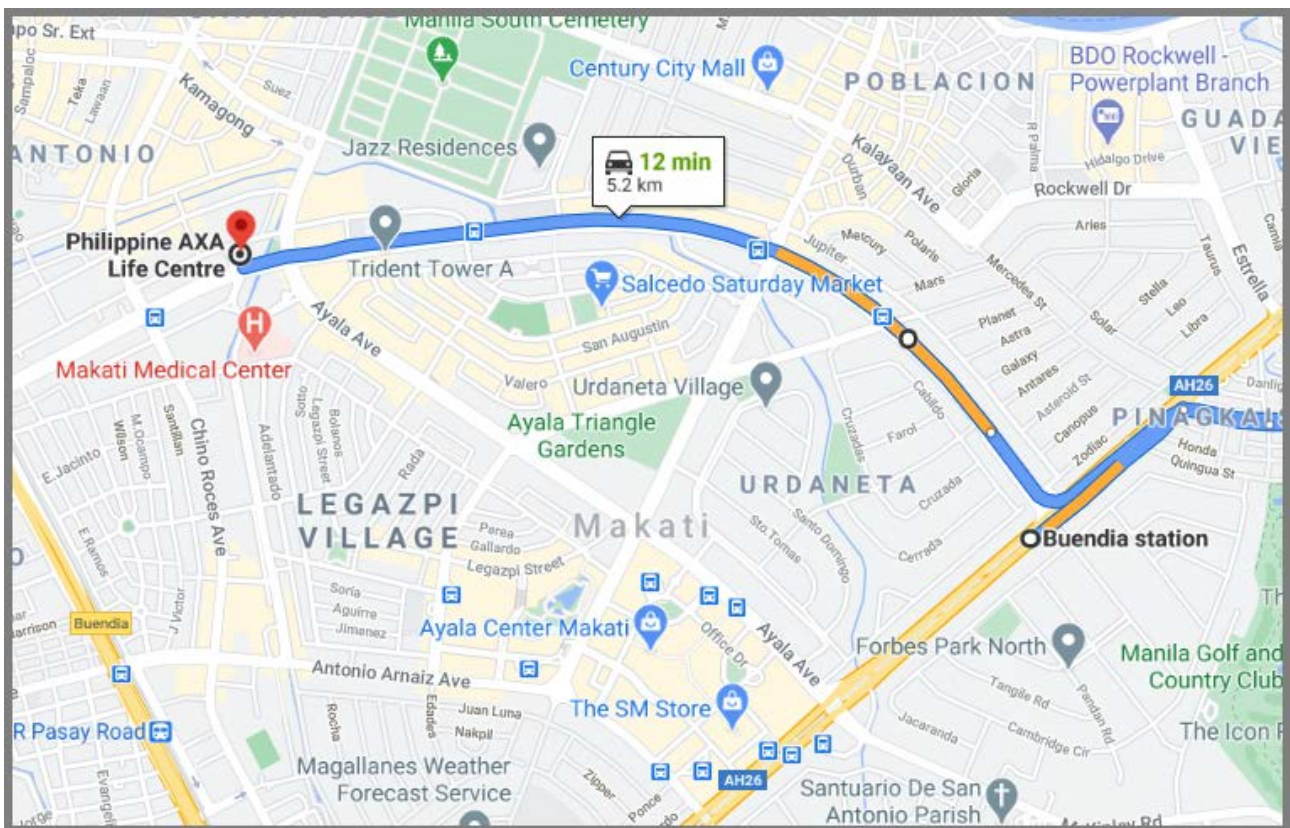 Manila South Cemetery
po Sr. Ext
Sampaloc
Teka
Lawaan
Kamagong
Suez
ANTONIO
Century City Mall
POBLACION
BDO Rockwell -
Powerplant Branch
R Palma
Hidalgo Drive
Jazz Residences
12 min
5.2 km
Durban
Kalayaan Ave
Gloria
Rockwell Dr
Aries
Taurus
Estrella
Philippine AXA
Life Centre
Trident Tower A
Jupiter
Mercury
Polaris
Mars
Mercedes St
Stella
Leo
Libra
Solar
Planet
Astra
Galaxy
Antares
Asteroid St
Canopus
Zodiac
Salcedo Saturday Market
San Augustin
Valero
Ayala Ave
H
Makati Medical Center
Urdaneta Village
Ayala Triangle
Gardens
Cruzadas
Cabildo
Farol
AH26
Honda
Quingua St
Sotto
Legazpi Street
Bolanos
Rada
Santillan
M. Ocampo
Wilson
E. Jacinto
Chino Roces Ave
Adelantado
LEGAZPI
VILLAGE
Makati
URDANETA
Cruzada
Sto. Tomas
Santo Domingo
Cerrada
Buendia station
Perea
Gallardo
Legazpi Street
E. Ramos
Soria
Aguirre
Jimenez
J Victor
Buendia
Ayala Center Makati
Office Dr
Ayala Ave
Forbes Park North
Manila Golf and
Country Club
Antonio Arnaiz Ave
Juan Luna
Nakpil
Edades
Rocha
The SM Store
Tangile Rd
Pandan Rd
Jacaranda
Cambridge Cir
The Icon
R Pasay Road
Magallanes Weather
Forecast Service
Zipper
Ponce
AH26
Santuario De San
Antonio Parish